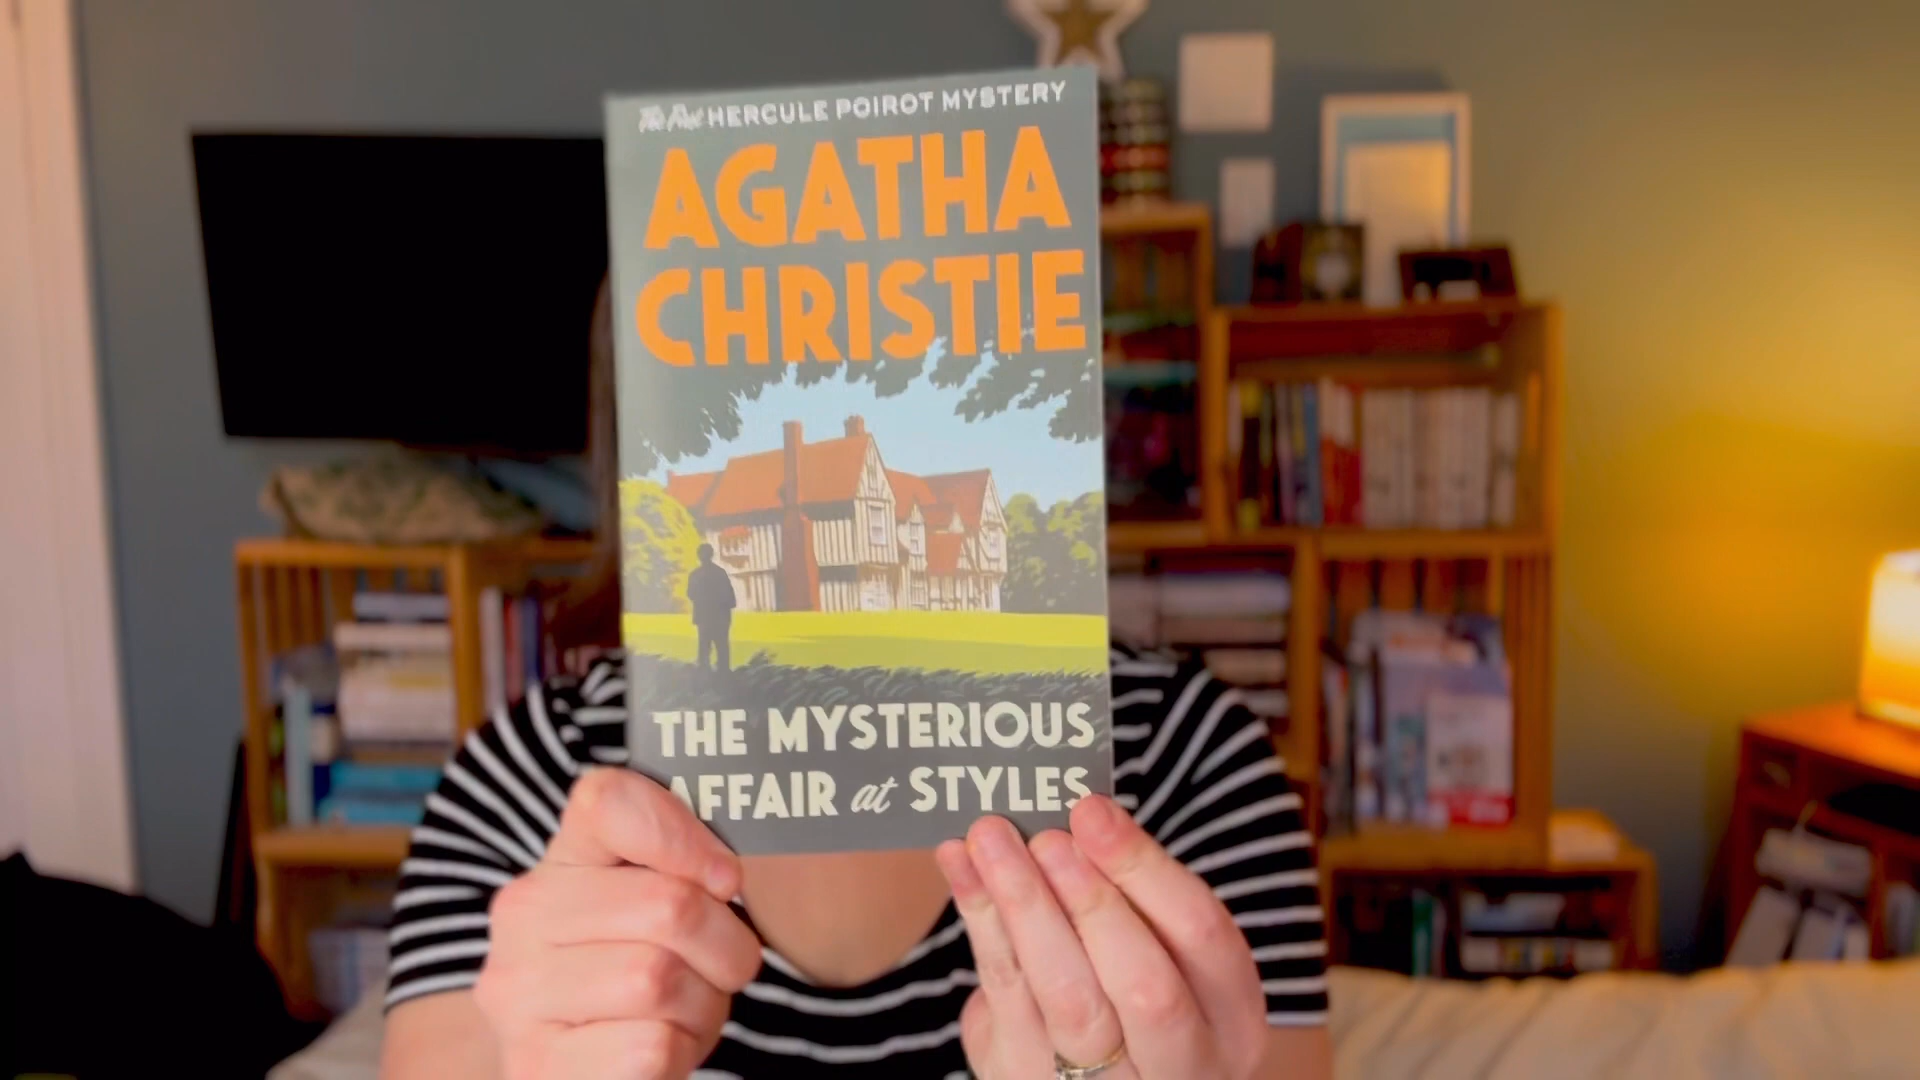 The First HERCULE POIROT MYSTERY
AGATHA
CHRISTIE
THE MYSTERIOUS
AFFAIR at STYLES